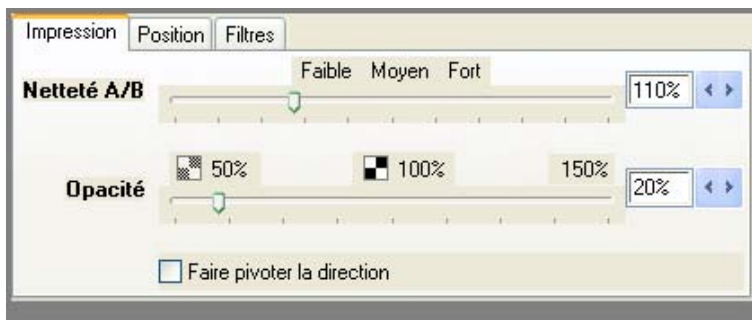 Impression Position Filtres
Faible Moyen Fort
Netteté A/B 110%
50% 100% 150%
Opacité 20%
Faire pivoter la direction